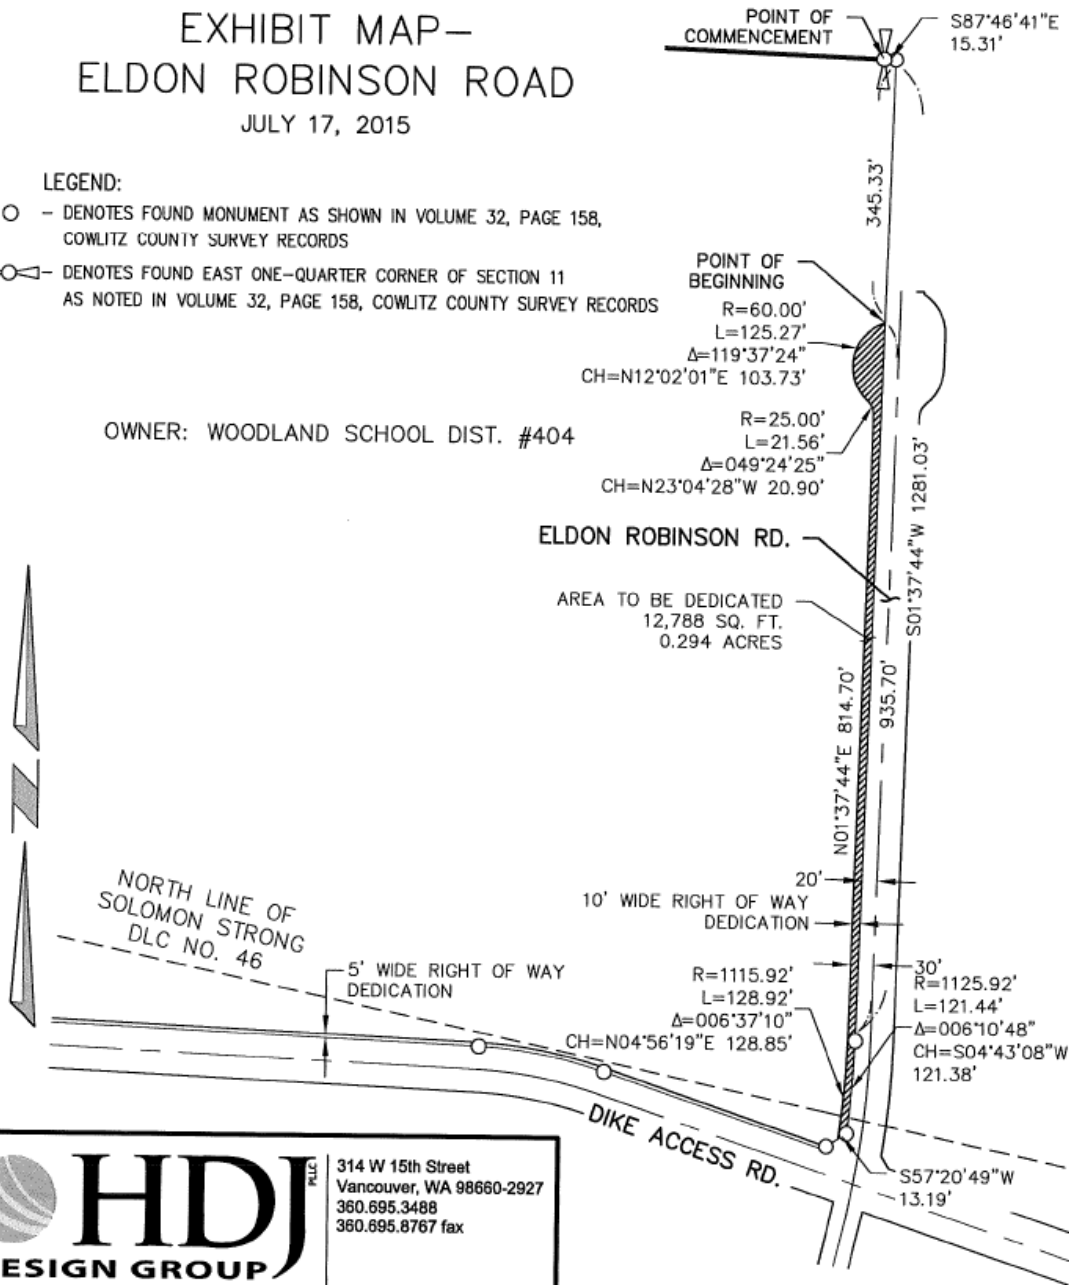 EXHIBIT MAP–
ELDON ROBINSON ROAD
JULY 17, 2015
POINT OF
COMMENCEMENT
S87°46'41"E
15.31'
LEGEND:
– DENOTES FOUND MONUMENT AS SHOWN IN VOLUME 32, PAGE 158,
COWLITZ COUNTY SURVEY RECORDS
– DENOTES FOUND EAST ONE–QUARTER CORNER OF SECTION 11
AS NOTED IN VOLUME 32, PAGE 158, COWLITZ COUNTY SURVEY RECORDS
345.33'
POINT OF
BEGINNING
R=60.00'
L=125.27'
Δ=119°37'24"
CH=N12°02'01"E 103.73'
OWNER: WOODLAND SCHOOL DIST. #404
R=25.00'
L=21.56'
Δ=049°24'25"
CH=N23°04'28"W 20.90'
ELDON ROBINSON RD.
S01°37'44"W 1281.03'
AREA TO BE DEDICATED
12,788 SQ. FT.
0.294 ACRES
N01°37'44"E 814.70'
935.70'
20'
10' WIDE RIGHT OF WAY
DEDICATION
NORTH LINE OF
SOLOMON STRONG
DLC NO. 46
5' WIDE RIGHT OF WAY
DEDICATION
R=1115.92'
L=128.92'
Δ=006°37'10"
CH=N04°56'19"E 128.85'
30'
R=1125.92'
L=121.44'
Δ=006°10'48"
CH=S04°43'08"W
121.38'
DIKE ACCESS RD.
S57°20'49"W
13.19'
HDJ
PLLC
ESIGN GROUP
314 W 15th Street
Vancouver, WA 98660-2927
360.695.3488
360.695.8767 fax